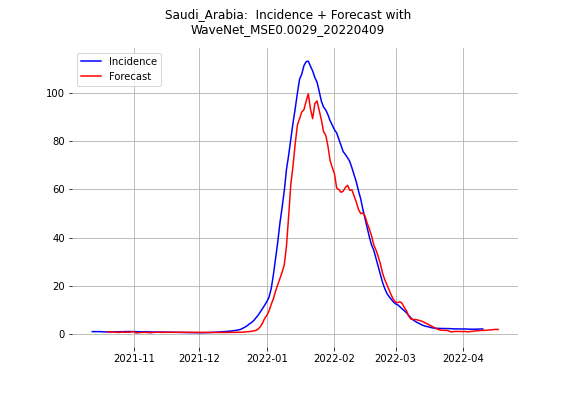 Saudi_Arabia:  Incidence + Forecast with
WaveNet_MSE0.0029_20220409
Incidence
Forecast
100
80
60
40
20
0
2021-11 2021-12 2022-01 2022-02 2022-03 2022-04